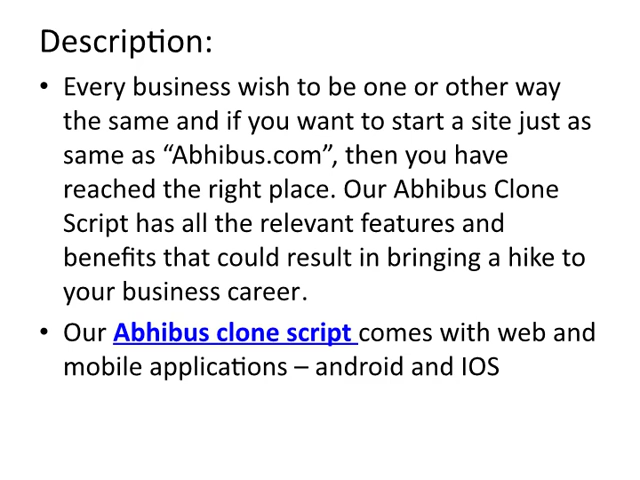 Description:
• Every business wish to be one or other way
the same and if you want to start a site just as
same as “Abhibus.com”, then you have
reached the right place. Our Abhibus Clone
Script has all the relevant features and
benefits that could result in bringing a hike to
your business career.
• Our Abhibus clone script comes with web and
mobile applications – android and IOS